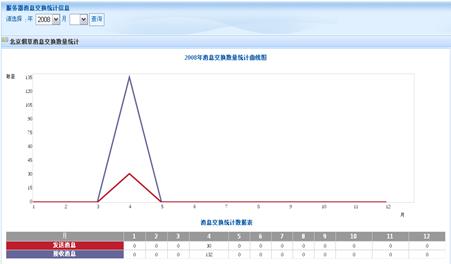 服务器消息交换统计信息
请选择：年 2008 月 查询
北京烟草消息交换数量统计
2008年消息交换数量统计曲线图
数量
135
120
105
90
75
60
45
30
15
0
1 2 3 4 5 6 7 8 9 10 11 12
月
消息交换统计数据表
月 1 2 3 4 5 6 7 8 9 10 11 12
发送消息 0 0 0 30 0 0 0 0 0 0 0 0
接收消息 0 0 0 132 0 0 0 0 0 0 0 0